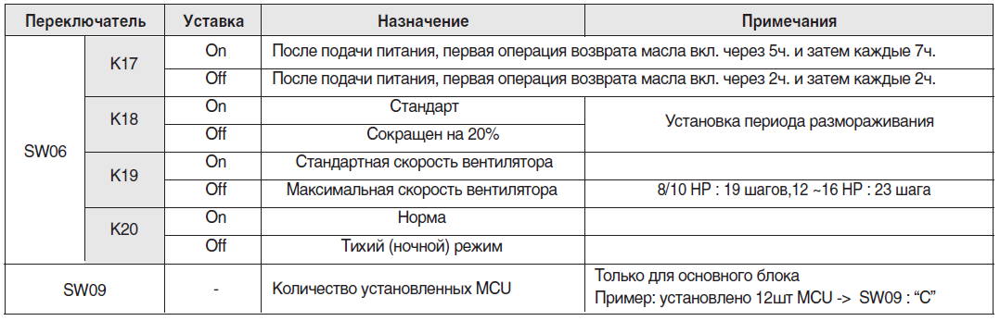 Переключатель Уставка Назначение Примечания
SW06
K17
On После подачи питания, первая операция возврата масла вкл. через 5ч. и затем каждые 7ч.
Off После подачи питания, первая операция возврата масла вкл. через 2ч. и затем каждые 2ч.
K18
On Стандарт
Off Сокращен на 20%
Установка периода размораживания
K19
On Стандартная скорость вентилятора
Off Максимальная скорость вентилятора 8/10 HP : 19 шагов,12 ~16 HP : 23 шага
K20
On Норма
Off Тихий (ночной) режим
SW09 - Количество установленных MCU
Только для основного блока
Пример: установлено 12шт MCU -> SW09 : “C”